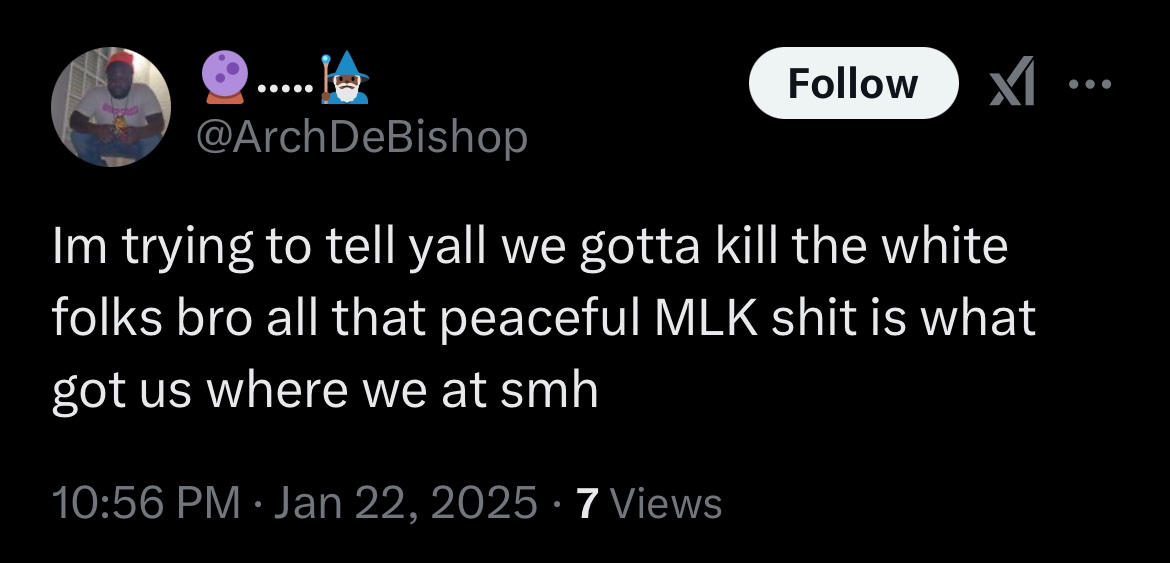 🔮.....🧙🏾‍♂️
@ArchDeBishop
Follow
Im trying to tell yall we gotta kill the white
folks bro all that peaceful MLK shit is what
got us where we at smh
10:56 PM · Jan 22, 2025 · 7 Views